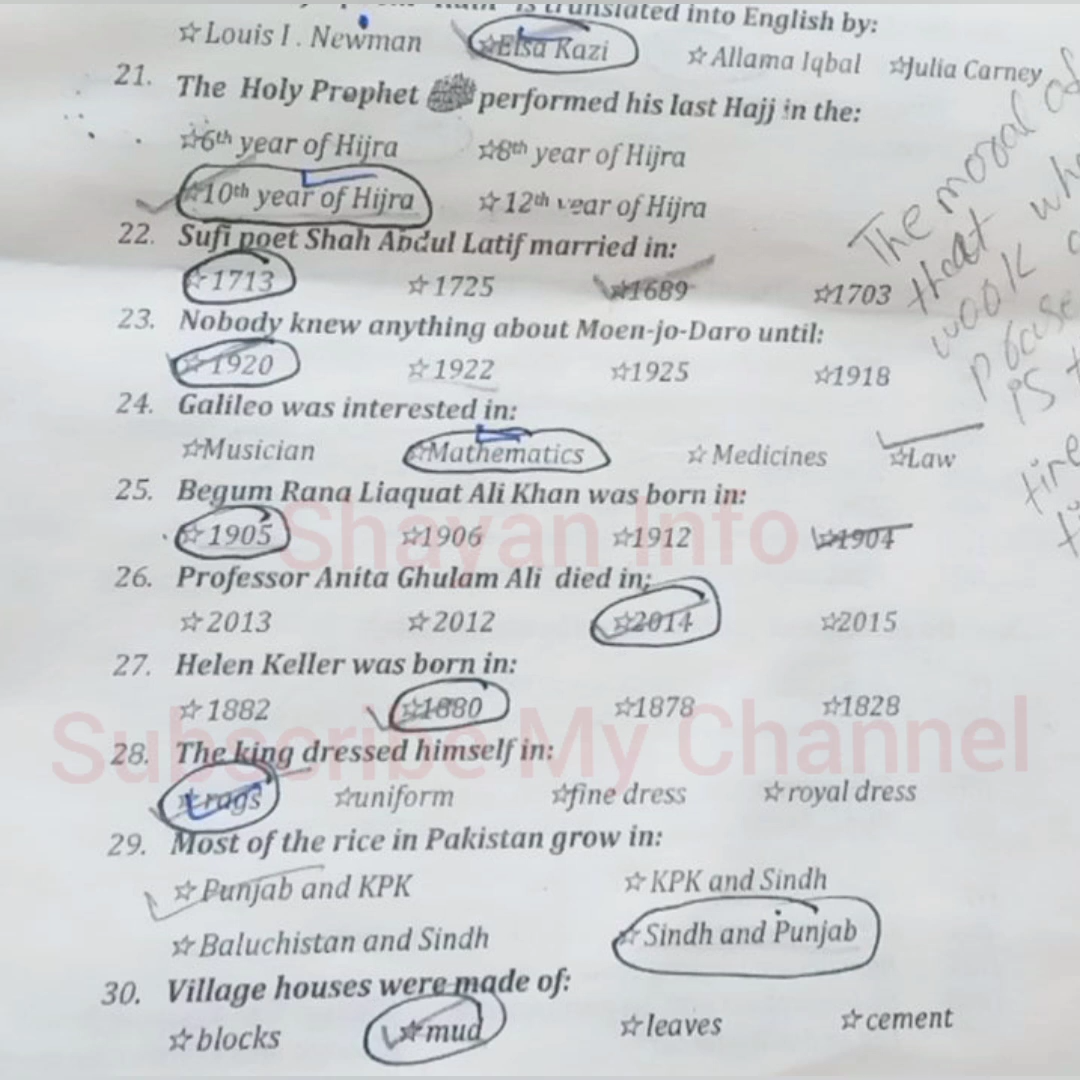 is translated into English by:
☆Louis I. Newman ☆Elsa Kazi ☆Allama Iqbal ☆Julia Carney
21. The Holy Prophet ﷺ performed his last Hajj in the:
☆6th year of Hijra ☆8th year of Hijra
☆10th year of Hijra ☆12th year of Hijra
22. Sufi poet Shah Abdul Latif married in:
☆1713 ☆1725 ☆1689 ☆1703
23. Nobody knew anything about Moen-jo-Daro until:
☆1920 ☆1922 ☆1925 ☆1918
24. Galileo was interested in:
☆Musician ☆Mathematics ☆Medicines ☆Law
25. Begum Rana Liaquat Ali Khan was born in:
☆1905 ☆1906 ☆1912 ☆1904
Shayan Info
26. Professor Anita Ghulam Ali died in:
☆2013 ☆2012 ☆2014 ☆2015
27. Helen Keller was born in:
☆1882 ☆1880 ☆1878 ☆1828
Subscribe My Channel
28. The king dressed himself in:
☆rags ☆uniform ☆fine dress ☆royal dress
29. Most of the rice in Pakistan grow in:
☆Punjab and KPK ☆KPK and Sindh
☆Baluchistan and Sindh ☆Sindh and Punjab
30. Village houses were made of:
☆blocks ☆mud ☆leaves ☆cement
The moral of
that
is